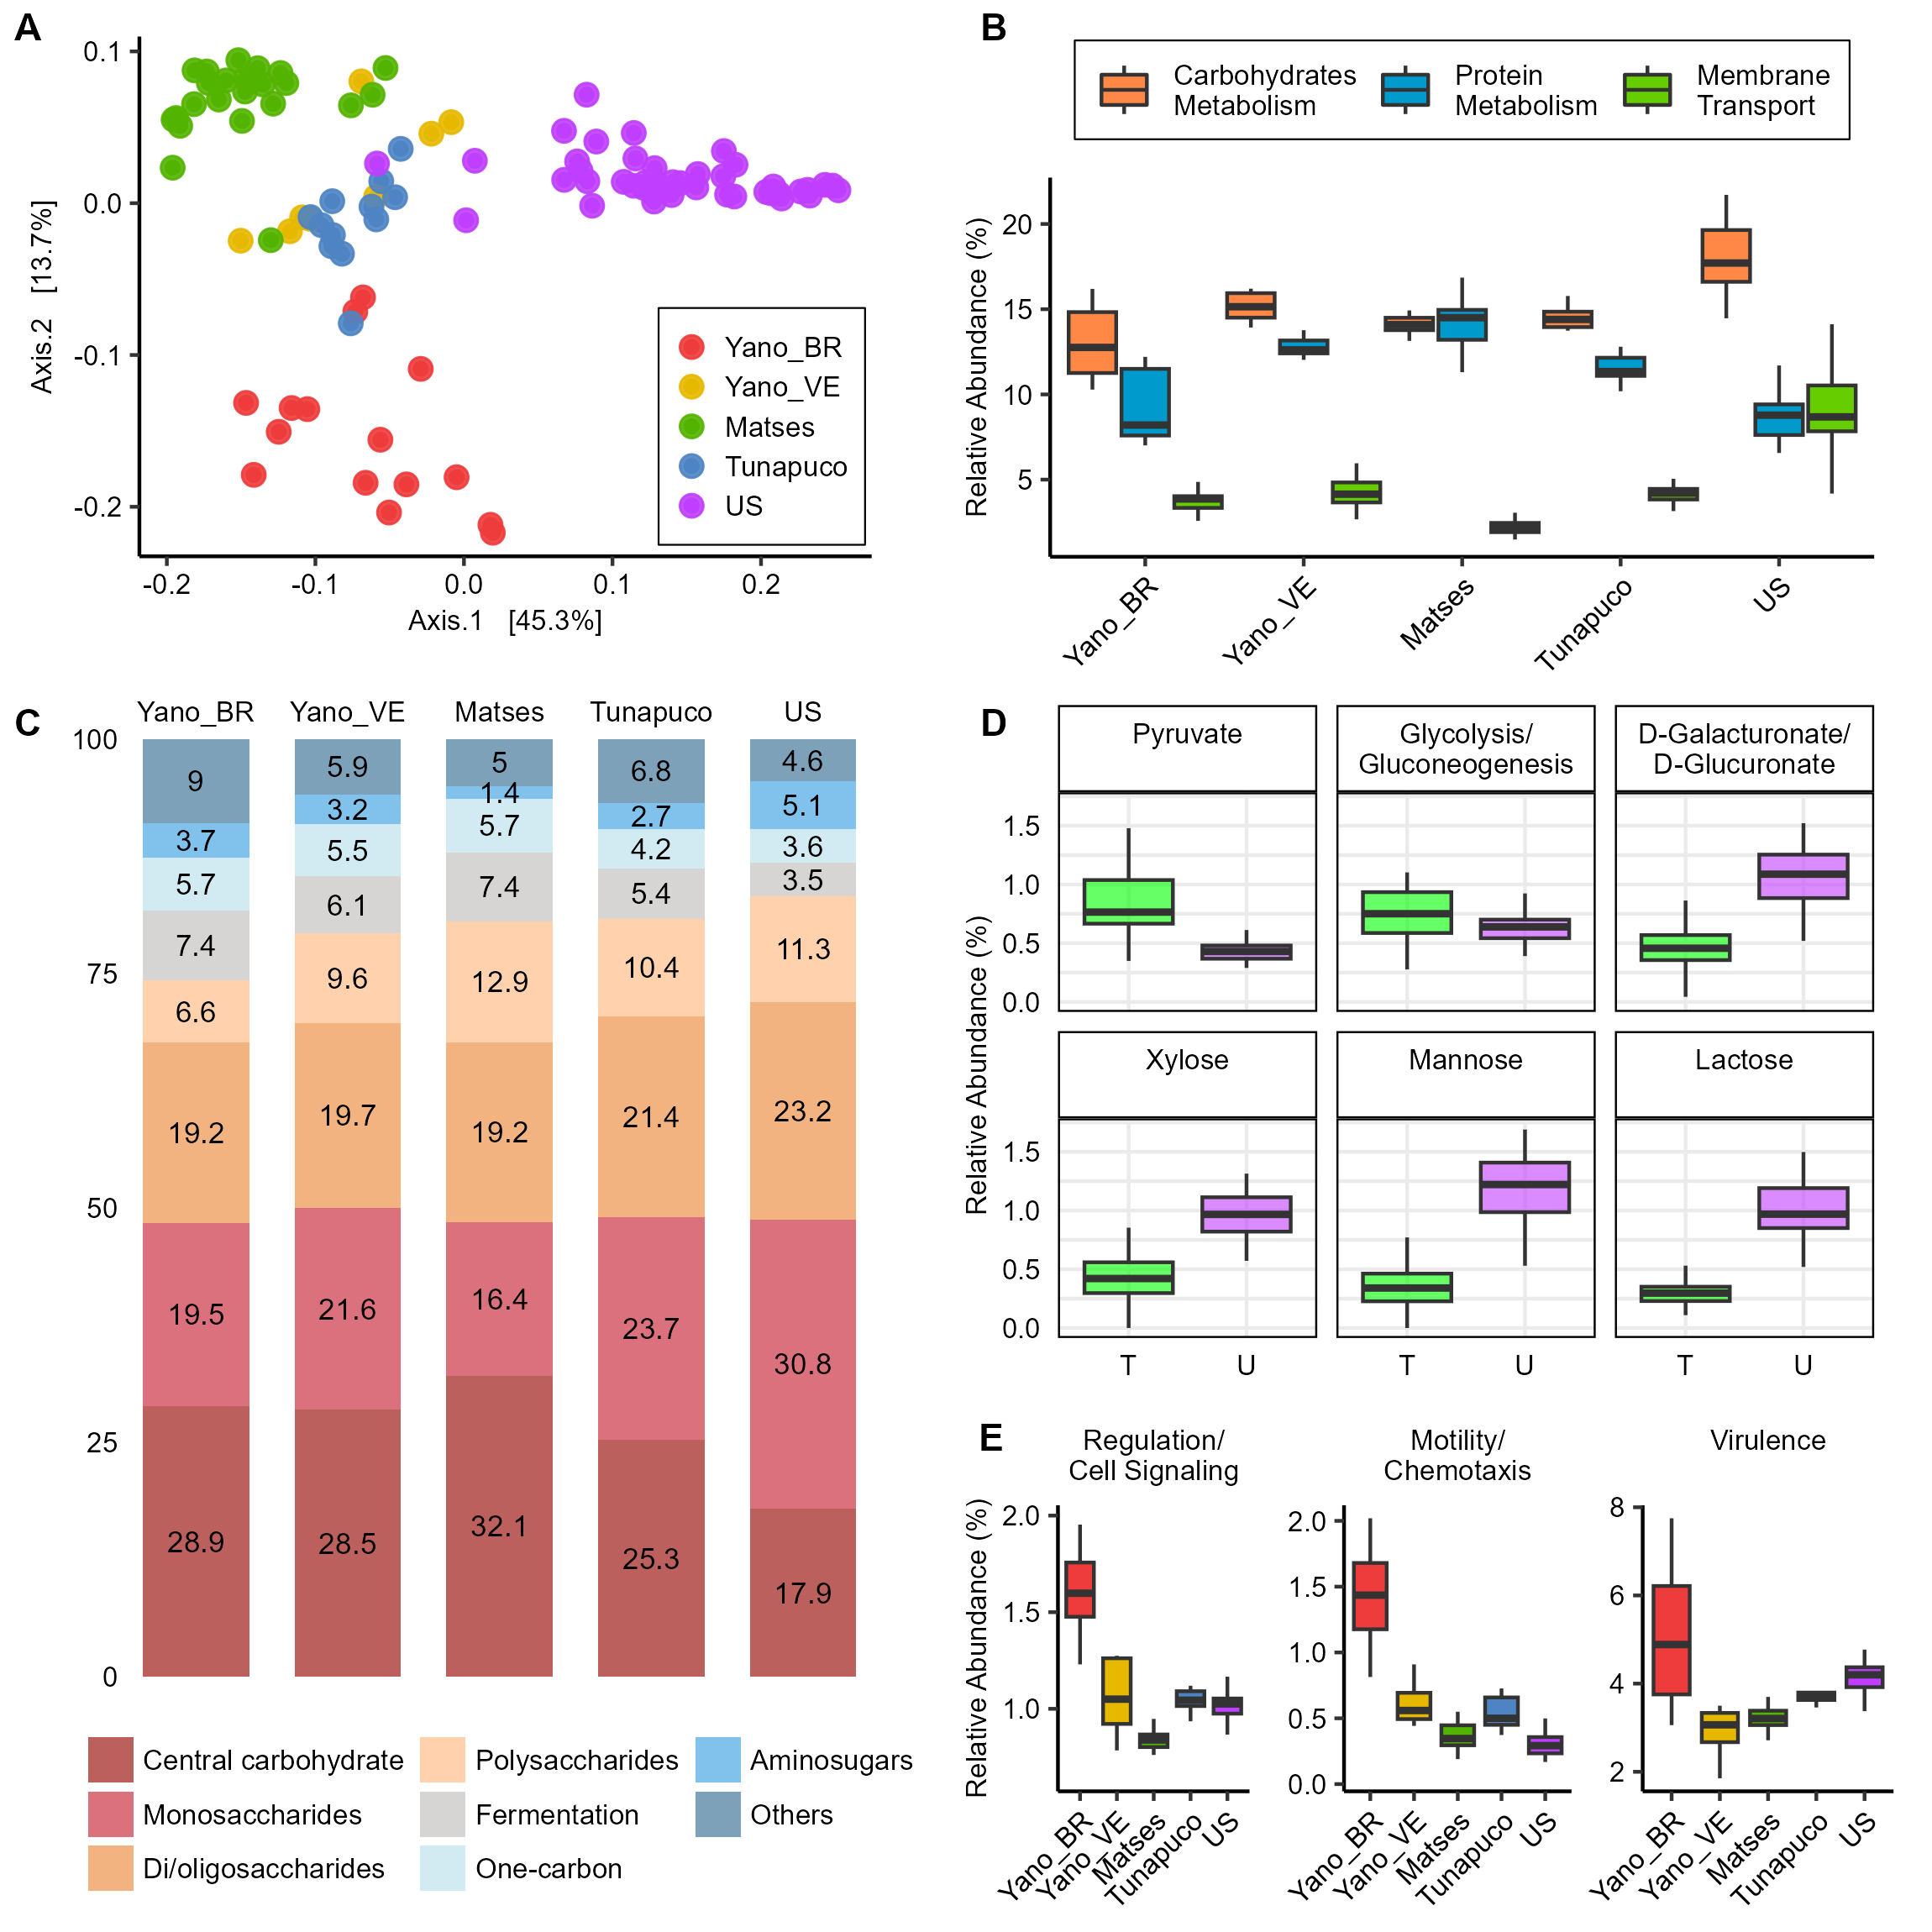 A
0.1
0.0
-0.1
-0.2
Axis.2 [13.7%]
-0.2 -0.1 0.0 0.1 0.2
Axis.1 [45.3%]
Yano_BR
Yano_VE
Matses
Tunapuco
US
B
Carbohydrates
Metabolism
Protein
Metabolism
Membrane
Transport
Relative Abundance (%)
20
15
10
5
Yano_BR Yano_VE Matses Tunapuco US
C
Yano_BR Yano_VE Matses Tunapuco US
100
75
50
25
0
9
3.7
5.7
7.4
6.6
19.2
19.5
28.9
5.9
3.2
5.5
6.1
9.6
19.7
21.6
28.5
5
1.4
5.7
7.4
12.9
19.2
16.4
32.1
6.8
2.7
4.2
5.4
10.4
21.4
23.7
25.3
4.6
5.1
3.6
3.5
11.3
23.2
30.8
17.9
Central carbohydrate
Monosaccharides
Di/oligosaccharides
Polysaccharides
Fermentation
One-carbon
Aminosugars
Others
D
Pyruvate
Glycolysis/
Gluconeogenesis
D-Galacturonate/
D-Glucuronate
1.5
1.0
0.5
0.0
Relative Abundance (%)
Xylose
Mannose
Lactose
1.5
1.0
0.5
0.0
T U T U T U
E
Regulation/
Cell Signaling
Relative Abundance (%)
2.0
1.5
1.0
Yano_BR Yano_VE Matses Tunapuco US
Motility/
Chemotaxis
2.0
1.5
1.0
0.5
0.0
Yano_BR Yano_VE Matses Tunapuco US
Virulence
8
6
4
2
Yano_BR Yano_VE Matses Tunapuco US